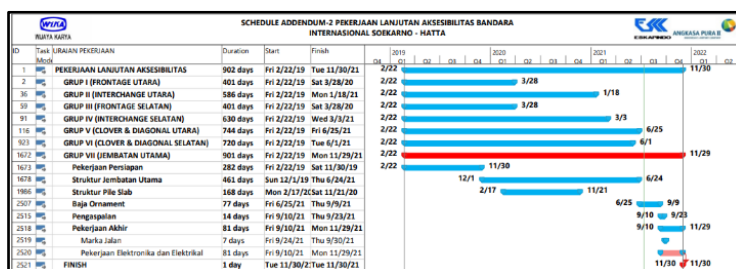 WIKA
WIJAYA KARYA
SCHEDULE ADDENDUM-2 PEKERJAAN LANJUTAN AKSESIBILITAS BANDARA
INTERNASIONAL SOEKARNO - HATTA
ESKAPINDO
ANGKASA PURA II
ID Task Mode URAIAN PEKERJAAN Duration Start Finish 2019 2020 2021 2022
Q4 Q1 Q2 Q3 Q4 Q1 Q2 Q3 Q4 Q1 Q2 Q3 Q4 Q1 Q2
1 PEKERJAAN LANJUTAN AKSESIBILITAS 902 days Fri 2/22/19 Tue 11/30/21 2/22 11/30
2 GRUP I (FRONTAGE UTARA) 401 days Fri 2/22/19 Sat 3/28/20 2/22 3/28
36 GRUP II (INTERCHANGE UTARA) 586 days Fri 2/22/19 Mon 1/18/21 2/22 1/18
59 GRUP III (FRONTAGE SELATAN) 401 days Fri 2/22/19 Sat 3/28/20 2/22 3/28
91 GRUP IV (INTERCHANGE SELATAN) 630 days Fri 2/22/19 Wed 3/3/21 2/22 3/3
116 GRUP V (CLOVER & DIAGONAL UTARA) 744 days Fri 2/22/19 Fri 6/25/21 2/22 6/25
923 GRUP VI (CLOVER & DIAGONAL SELATAN) 720 days Fri 2/22/19 Tue 6/1/21 2/22 6/1
1672 GRUP VII (JEMBATAN UTAMA) 901 days Fri 2/22/19 Mon 11/29/21 2/22 11/29
1673 Pekerjaan Persiapan 282 days Fri 2/22/19 Sat 11/30/19 2/22 11/30
1678 Struktur Jembatan Utama 461 days Sun 12/1/19 Thu 6/24/21 12/1 6/24
1986 Struktur Pile Slab 168 days Mon 2/17/20 Sat 11/21/20 2/17 11/21
2507 Baja Ornament 77 days Fri 6/25/21 Thu 9/9/21 6/25 9/9
2515 Pengaspalan 14 days Fri 9/10/21 Thu 9/23/21 9/10 9/23
2518 Pekerjaan Akhir 81 days Fri 9/10/21 Mon 11/29/21 9/10 11/29
2519 Marka Jalan 7 days Fri 9/24/21 Thu 9/30/21
2520 Pekerjaan Elektronika dan Elektrikal 81 days Fri 9/10/21 Mon 11/29/21
2521 FINISH 1 day Tue 11/30/21 Tue 11/30/21 11/30 11/30